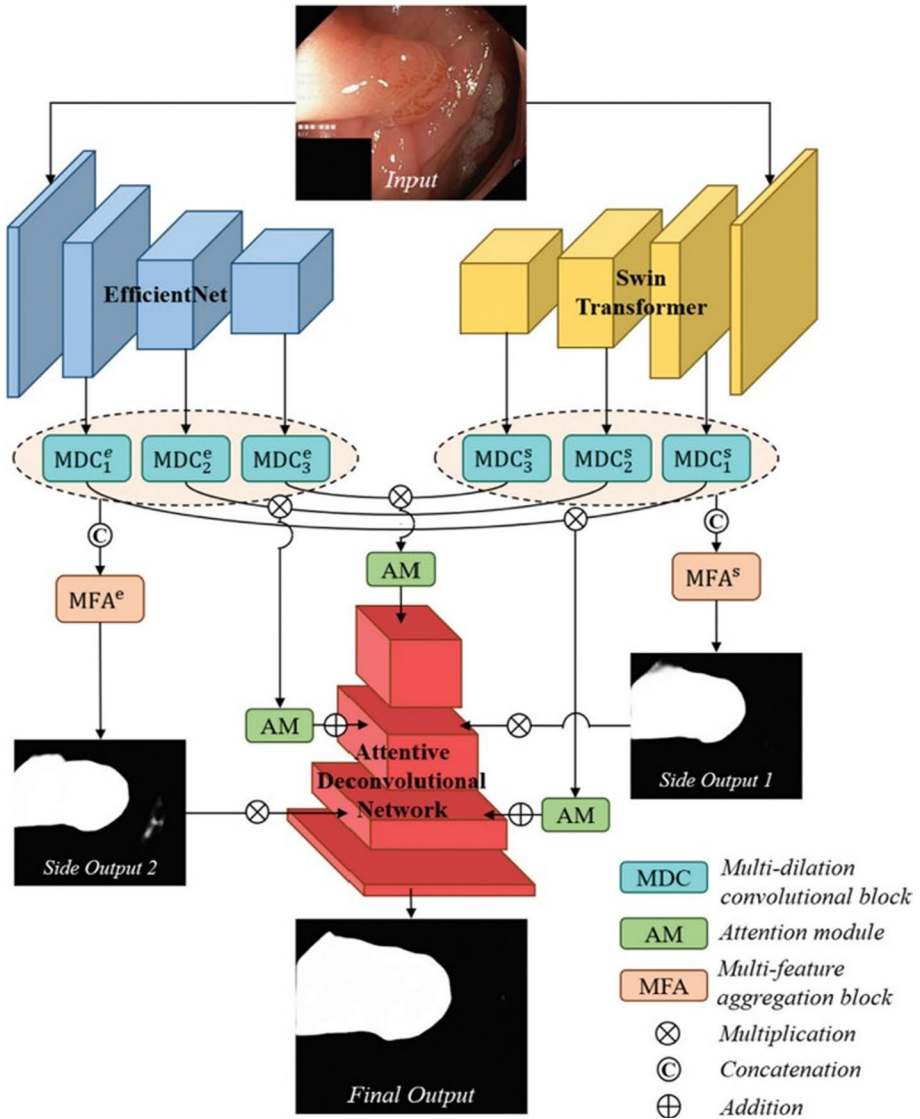 Input
EfficientNet
Swin
Transformer
MDC₁ᵉ
MDC₂ᵉ
MDC₃ᵉ
MDC₃ˢ
MDC₂ˢ
MDC₁ˢ
C
C
AM
MFAᵉ
MFAˢ
AM
Attentive
Deconvolutional
Network
Side Output 1
AM
Side Output 2
MDC
Multi-dilation
convolutional block
AM
Attention module
MFA
Multi-feature
aggregation block
Multiplication
C
Concatenation
Addition
Final Output